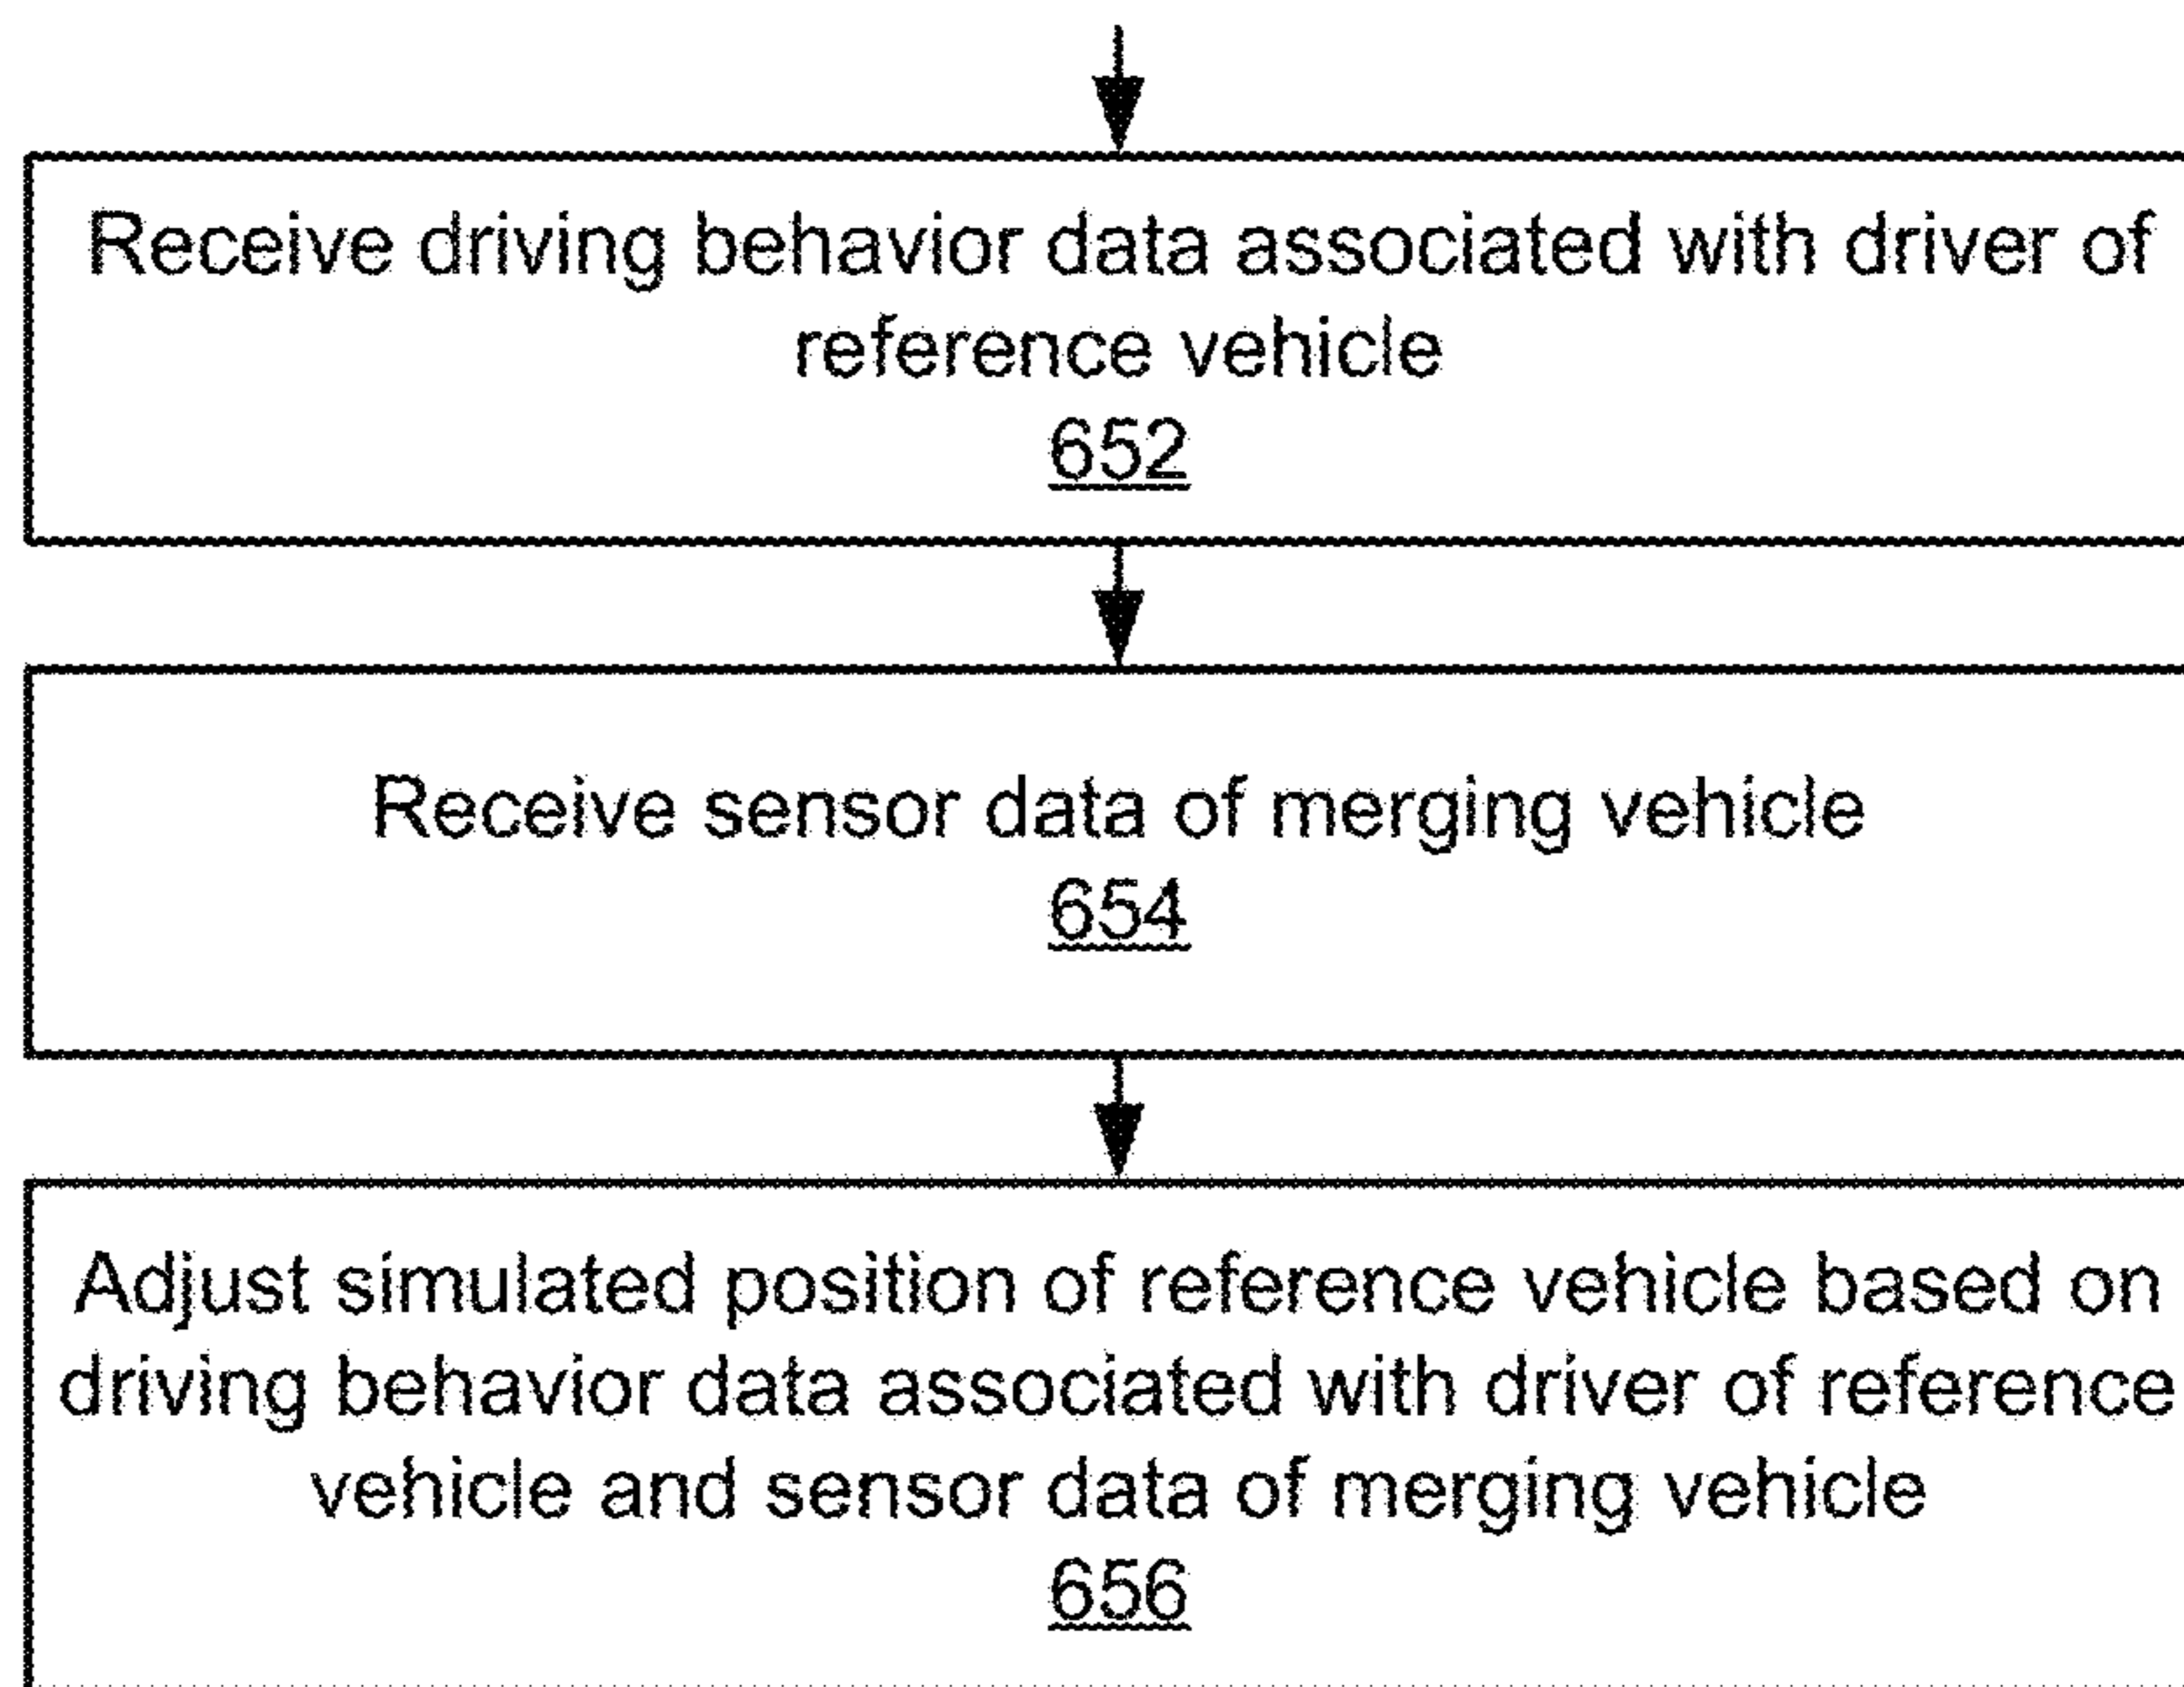 Receive driving behavior data associated with driver of
reference vehicle
652
Receive sensor data of merging vehicle
654
Adjust simulated position of reference vehicle based on
driving behavior data associated with driver of reference
vehicle and sensor data of merging vehicle
656